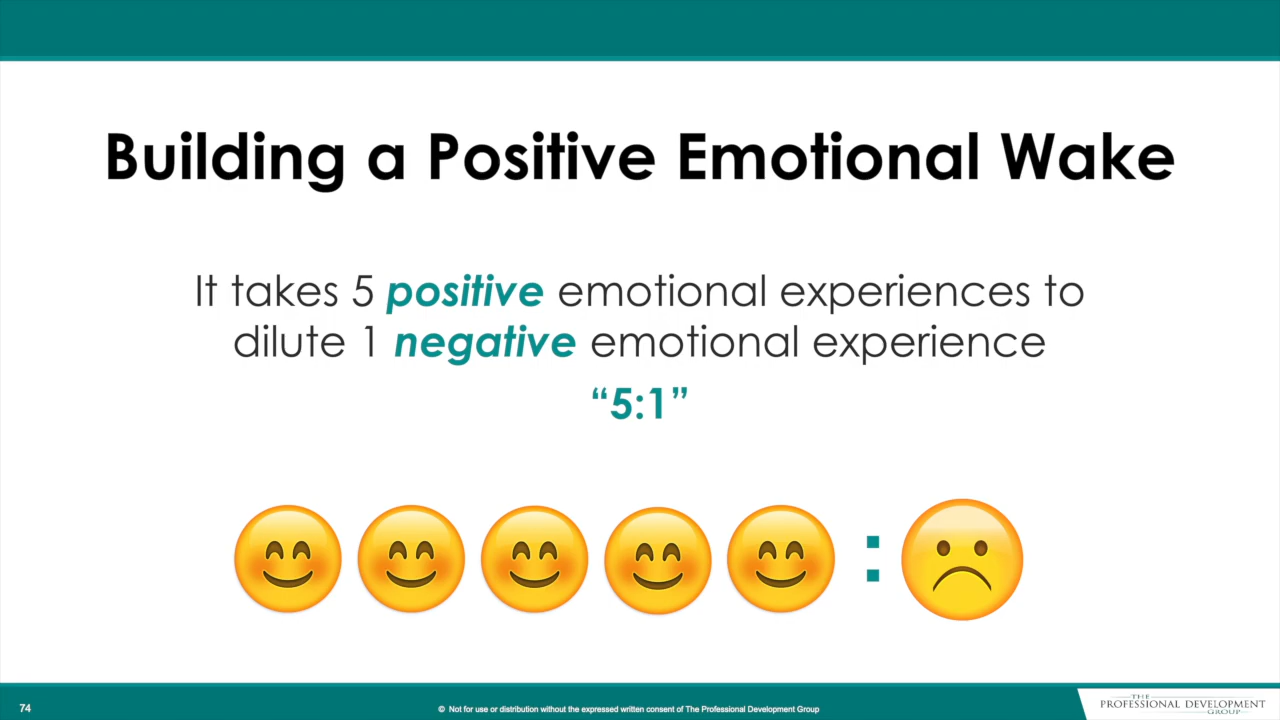 Building a Positive Emotional Wake
It takes 5 positive emotional experiences to
dilute 1 negative emotional experience
“5:1”
:
74
© Not for use or distribution without the expressed written consent of The Professional Development Group
THE
PROFESSIONAL DEVELOPMENT
GROUP